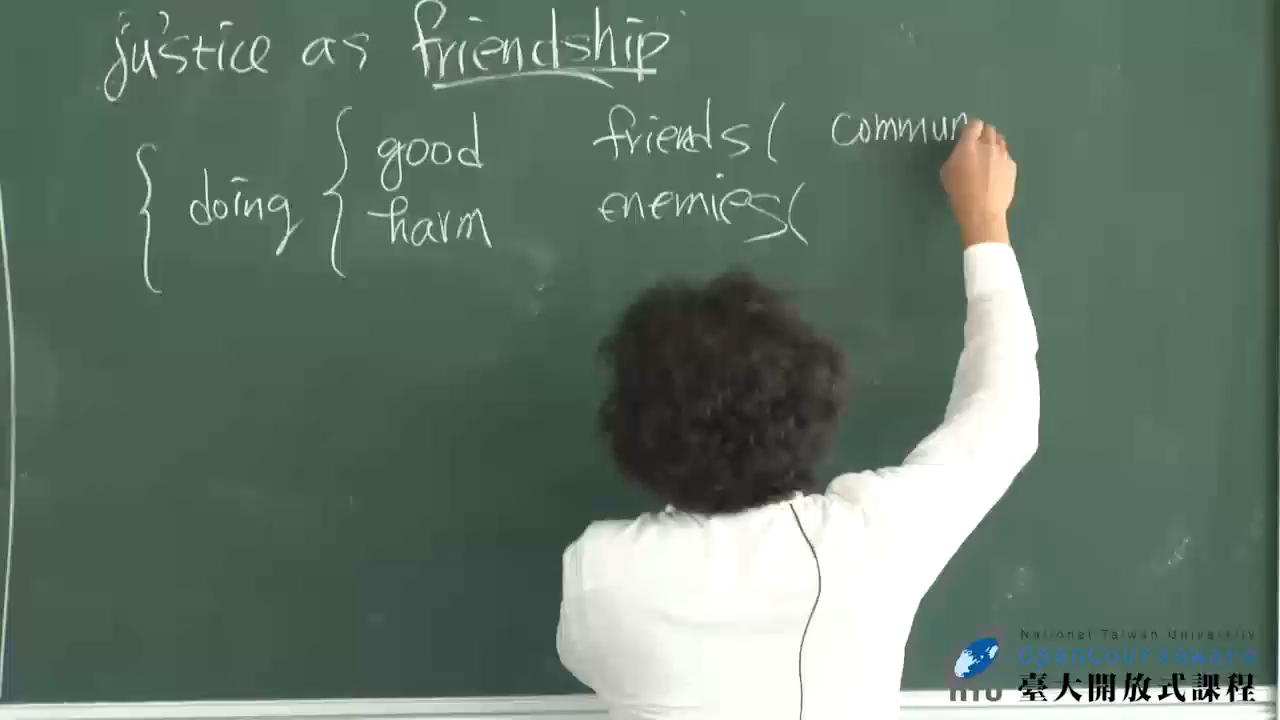 justice as friendship
good friends( commun
doing
harm enemies(
National Taiwan University
OpenCourseware
NTU 臺大開放式課程